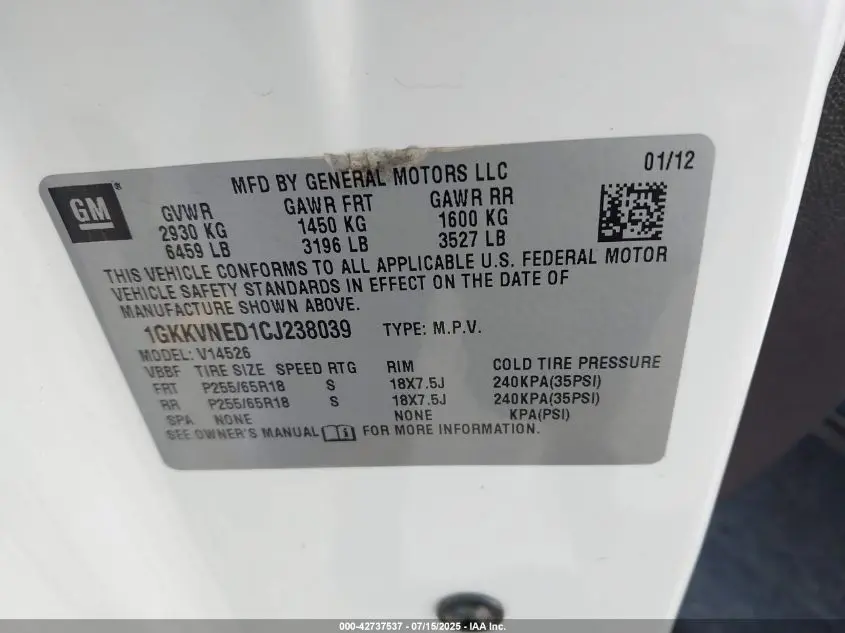 MFD BY GENERAL MOTORS LLC 01/12
GM®
GVWR GAWR FRT GAWR RR
2930 KG 1450 KG 1600 KG
6459 LB 3196 LB 3527 LB
THIS VEHICLE CONFORMS TO ALL APPLICABLE U.S. FEDERAL MOTOR
VEHICLE SAFETY STANDARDS IN EFFECT ON THE DATE OF
MANUFACTURE SHOWN ABOVE.
1GKKVNED1CJ238039 TYPE: M.P.V.
MODEL: V14526
VBBF TIRE SIZE SPEED RTG RIM COLD TIRE PRESSURE
FRT P255/65R18 S 18X7.5J 240KPA(35PSI)
RR P255/65R18 S 18X7.5J 240KPA(35PSI)
SPA NONE NONE KPA(PSI)
SEE OWNER'S MANUAL FOR MORE INFORMATION.
000-42737537 - 07/15/2025 - IAA Inc.